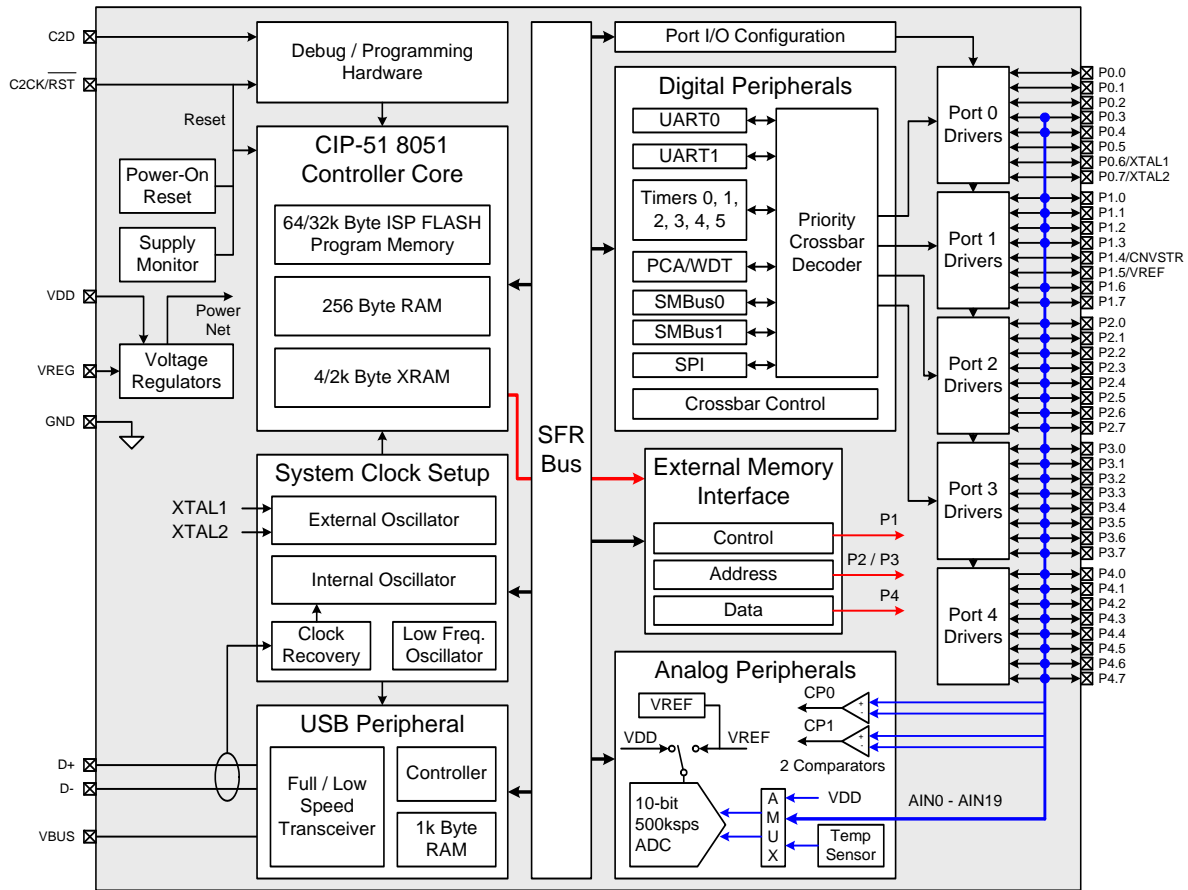 C2D
C2CK/RST
Debug / Programming
Hardware
Reset
Power-On
Reset
Supply
Monitor
VDD
Power
Net
VREG
Voltage
Regulators
GND
CIP-51 8051
Controller Core
64/32k Byte ISP FLASH
Program Memory
256 Byte RAM
4/2k Byte XRAM
System Clock Setup
XTAL1
XTAL2
External Oscillator
Internal Oscillator
Clock
Recovery
Low Freq.
Oscillator
USB Peripheral
D+
D-
VBUS
Full / Low
Speed
Transceiver
Controller
1k Byte
RAM
SFR
Bus
Port I/O Configuration
Digital Peripherals
UART0
UART1
Timers 0, 1,
2, 3, 4, 5
PCA/WDT
SMBus0
SMBus1
SPI
Priority
Crossbar
Decoder
Crossbar Control
External Memory
Interface
Control
Address
Data
P1
P2 / P3
P4
Analog Peripherals
VREF
VDD
VREF
CP0
+
-
CP1
+
-
2 Comparators
10-bit
500ksps
ADC
A
M
U
X
VDD
Temp
Sensor
AIN0 - AIN19
Port 0
Drivers
Port 1
Drivers
Port 2
Drivers
Port 3
Drivers
Port 4
Drivers
P0.0
P0.1
P0.2
P0.3
P0.4
P0.5
P0.6/XTAL1
P0.7/XTAL2
P1.0
P1.1
P1.2
P1.3
P1.4/CNVSTR
P1.5/VREF
P1.6
P1.7
P2.0
P2.1
P2.2
P2.3
P2.4
P2.5
P2.6
P2.7
P3.0
P3.1
P3.2
P3.3
P3.4
P3.5
P3.6
P3.7
P4.0
P4.1
P4.2
P4.3
P4.4
P4.5
P4.6
P4.7